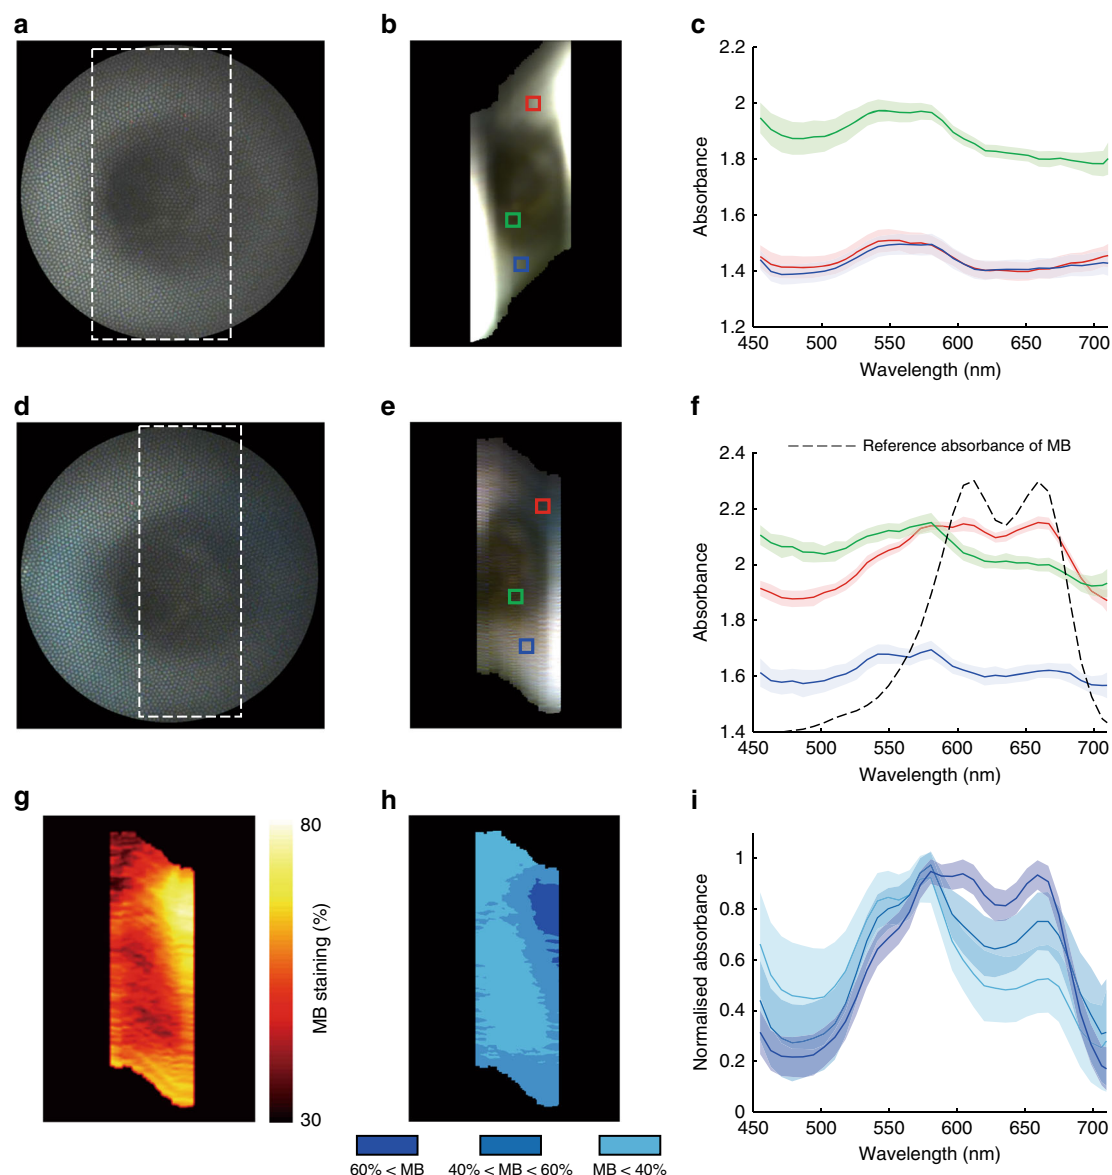 a
b
c
2.2
2
1.8
1.6
1.4
1.2
Absorbance
450 500 550 600 650 700
Wavelength (nm)
d
e
f
Reference absorbance of MB
2.4
2.2
2
1.8
1.6
1.4
Absorbance
450 500 550 600 650 700
Wavelength (nm)
g
80
MB staining (%)
30
h
60% < MB
40% < MB < 60%
MB < 40%
i
1
0.8
0.6
0.4
0.2
0
Normalised absorbance
450 500 550 600 650 700
Wavelength (nm)